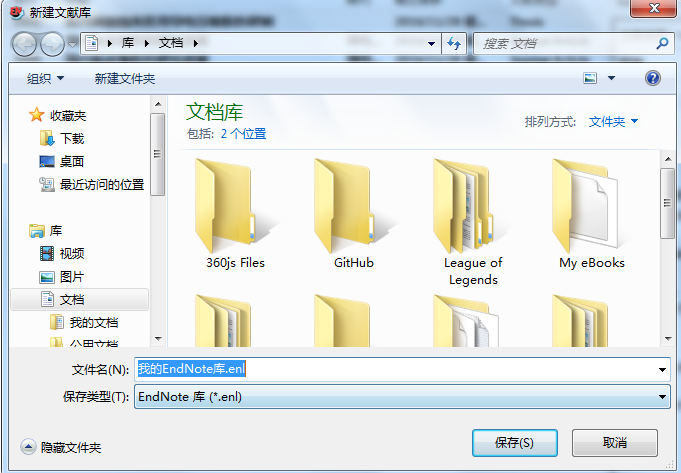 新建文献库
库 文档
搜索 文档
组织 新建文件夹
收藏夹
下载
桌面
最近访问的位置
库
视频
图片
文档
我的文档
公用文档
文档库
包括: 2 个位置
排列方式: 文件夹
360js Files
GitHub
League of
Legends
My eBooks
文件名(N): 我的EndNote库.enl
保存类型(T): EndNote 库 (*.enl)
隐藏文件夹
保存(S)
取消